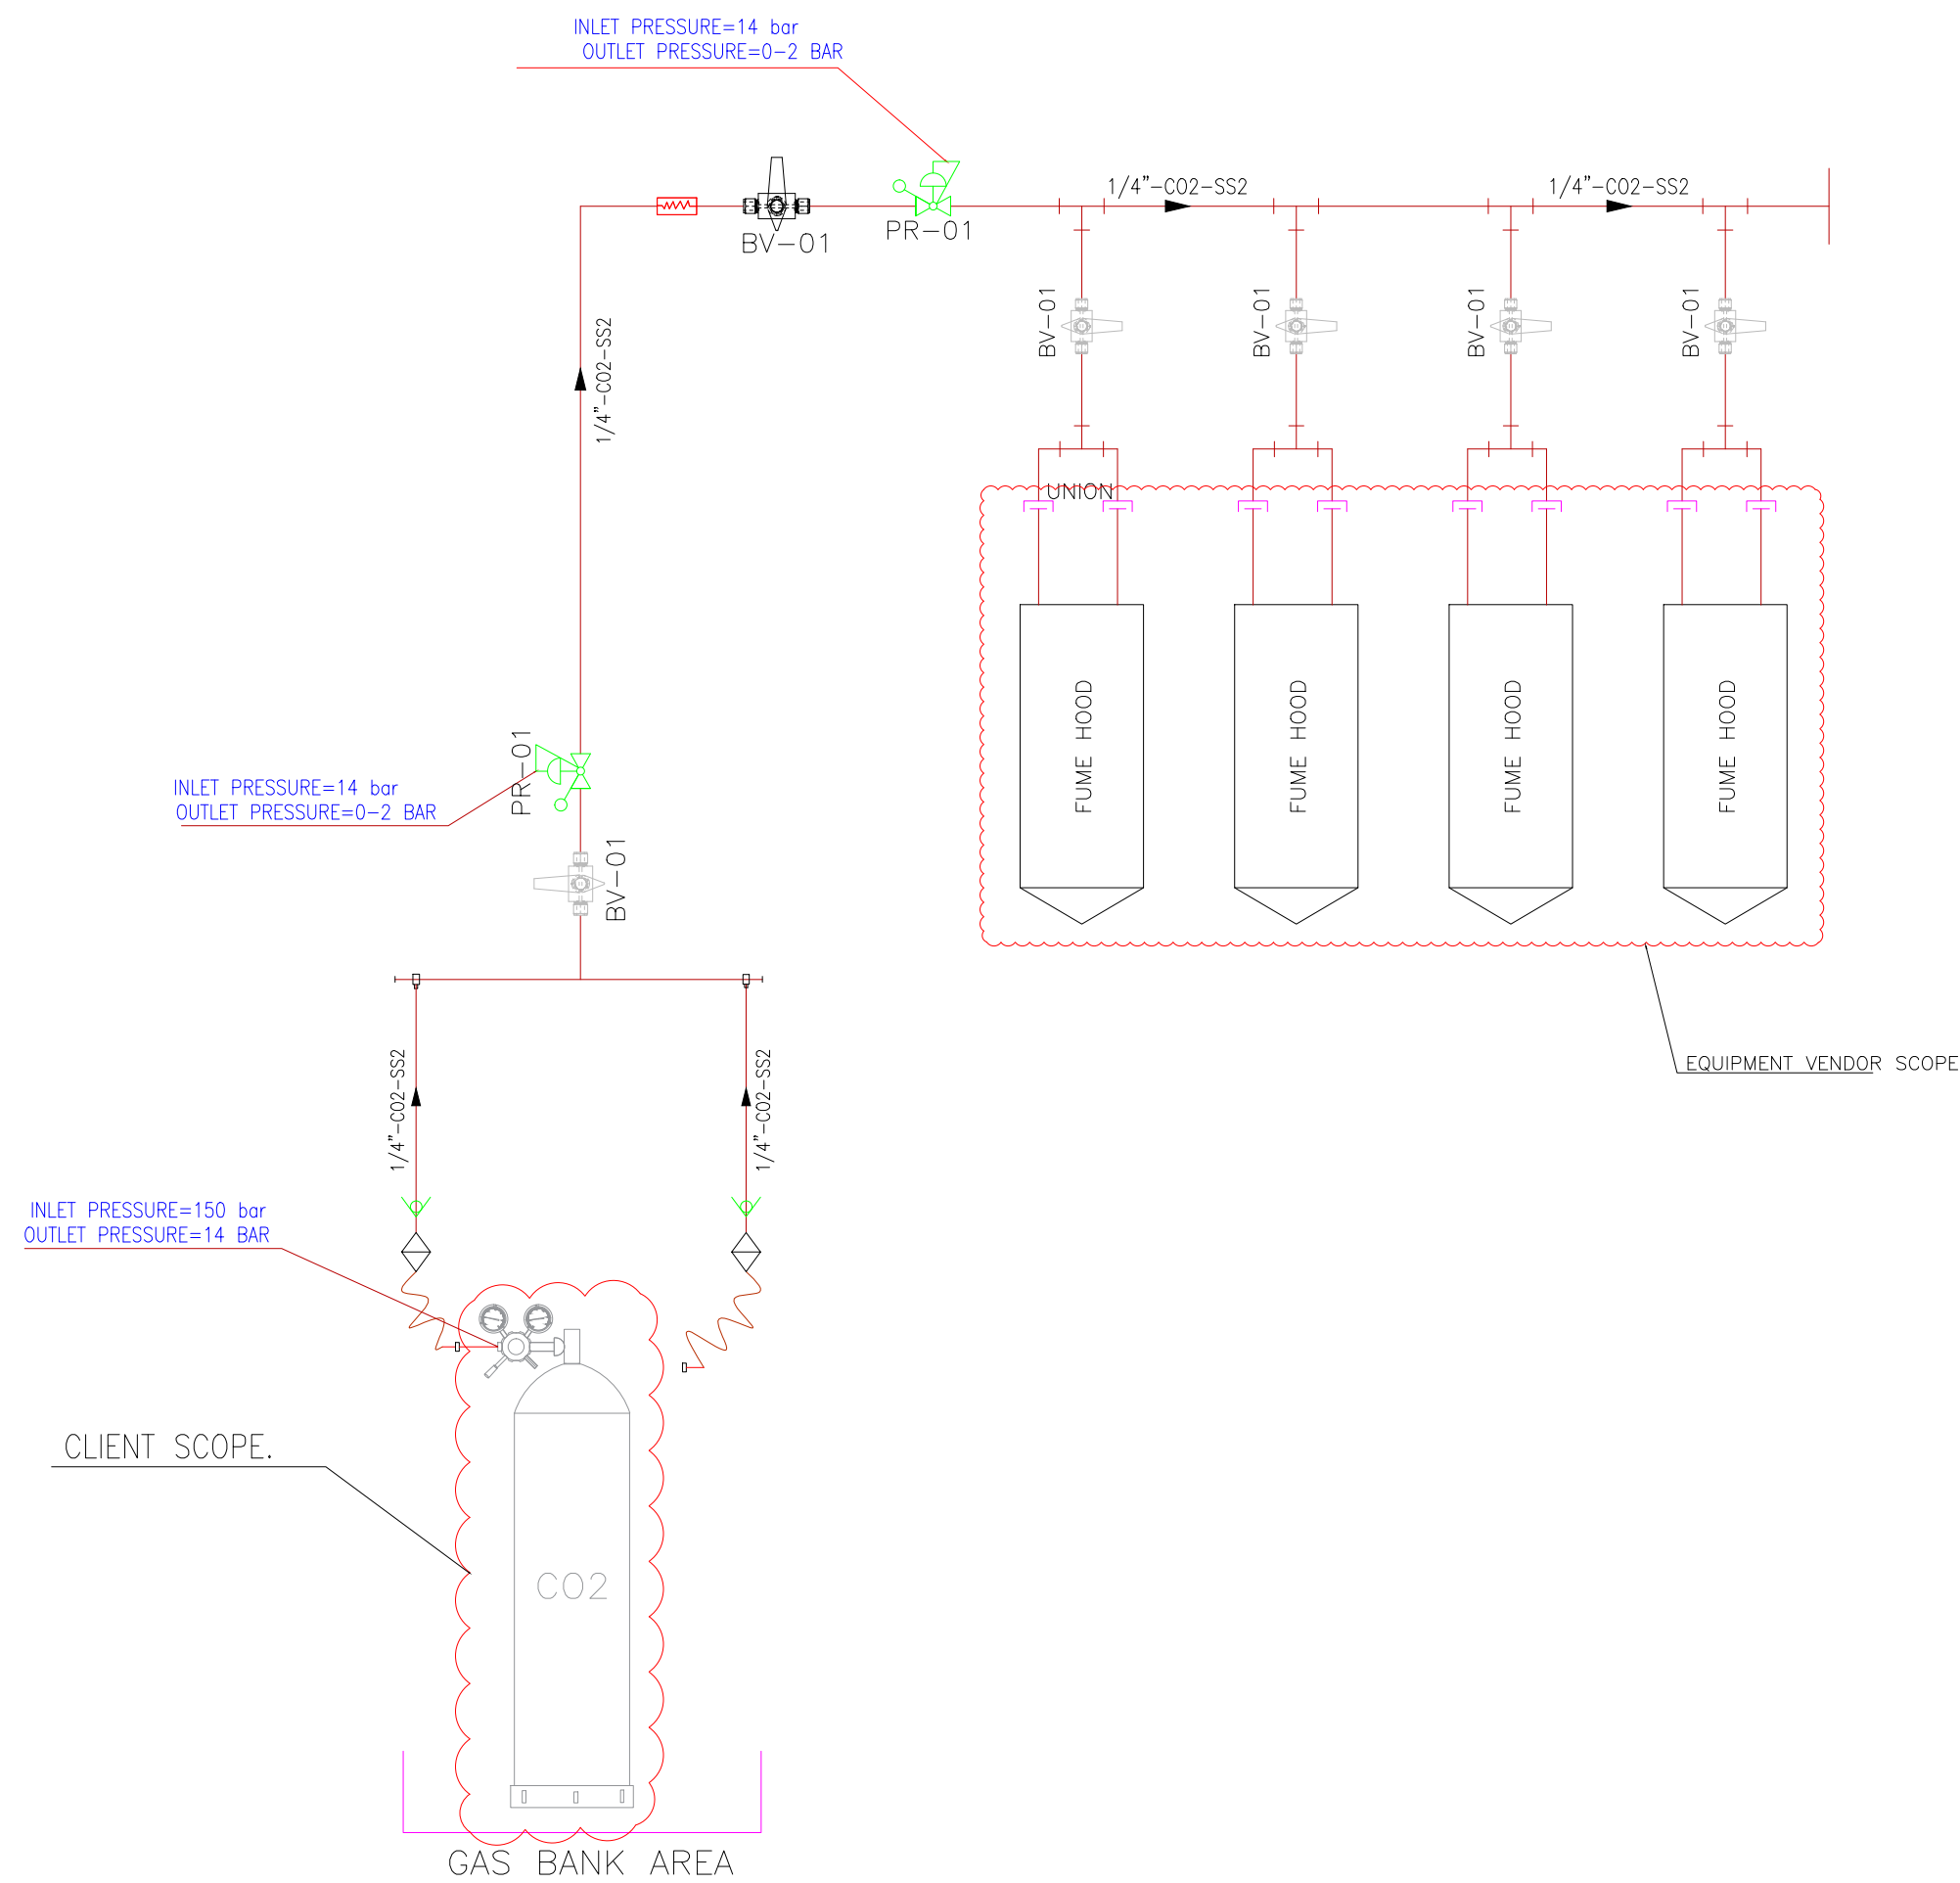 INLET PRESSURE=14 bar
OUTLET PRESSURE=0-2 BAR
1/4"-CO2-SS2
1/4"-CO2-SS2
BV-01
PR-01
BV-01
BV-01
BV-01
BV-01
1/4"-CO2-SS2
UNION
FUME HOOD
FUME HOOD
FUME HOOD
FUME HOOD
PR-01
INLET PRESSURE=14 bar
OUTLET PRESSURE=0-2 BAR
BV-01
EQUIPMENT VENDOR SCOPE
1/4"-CO2-SS2
1/4"-CO2-SS2
INLET PRESSURE=150 bar
OUTLET PRESSURE=14 BAR
CLIENT SCOPE.
CO2
GAS BANK AREA